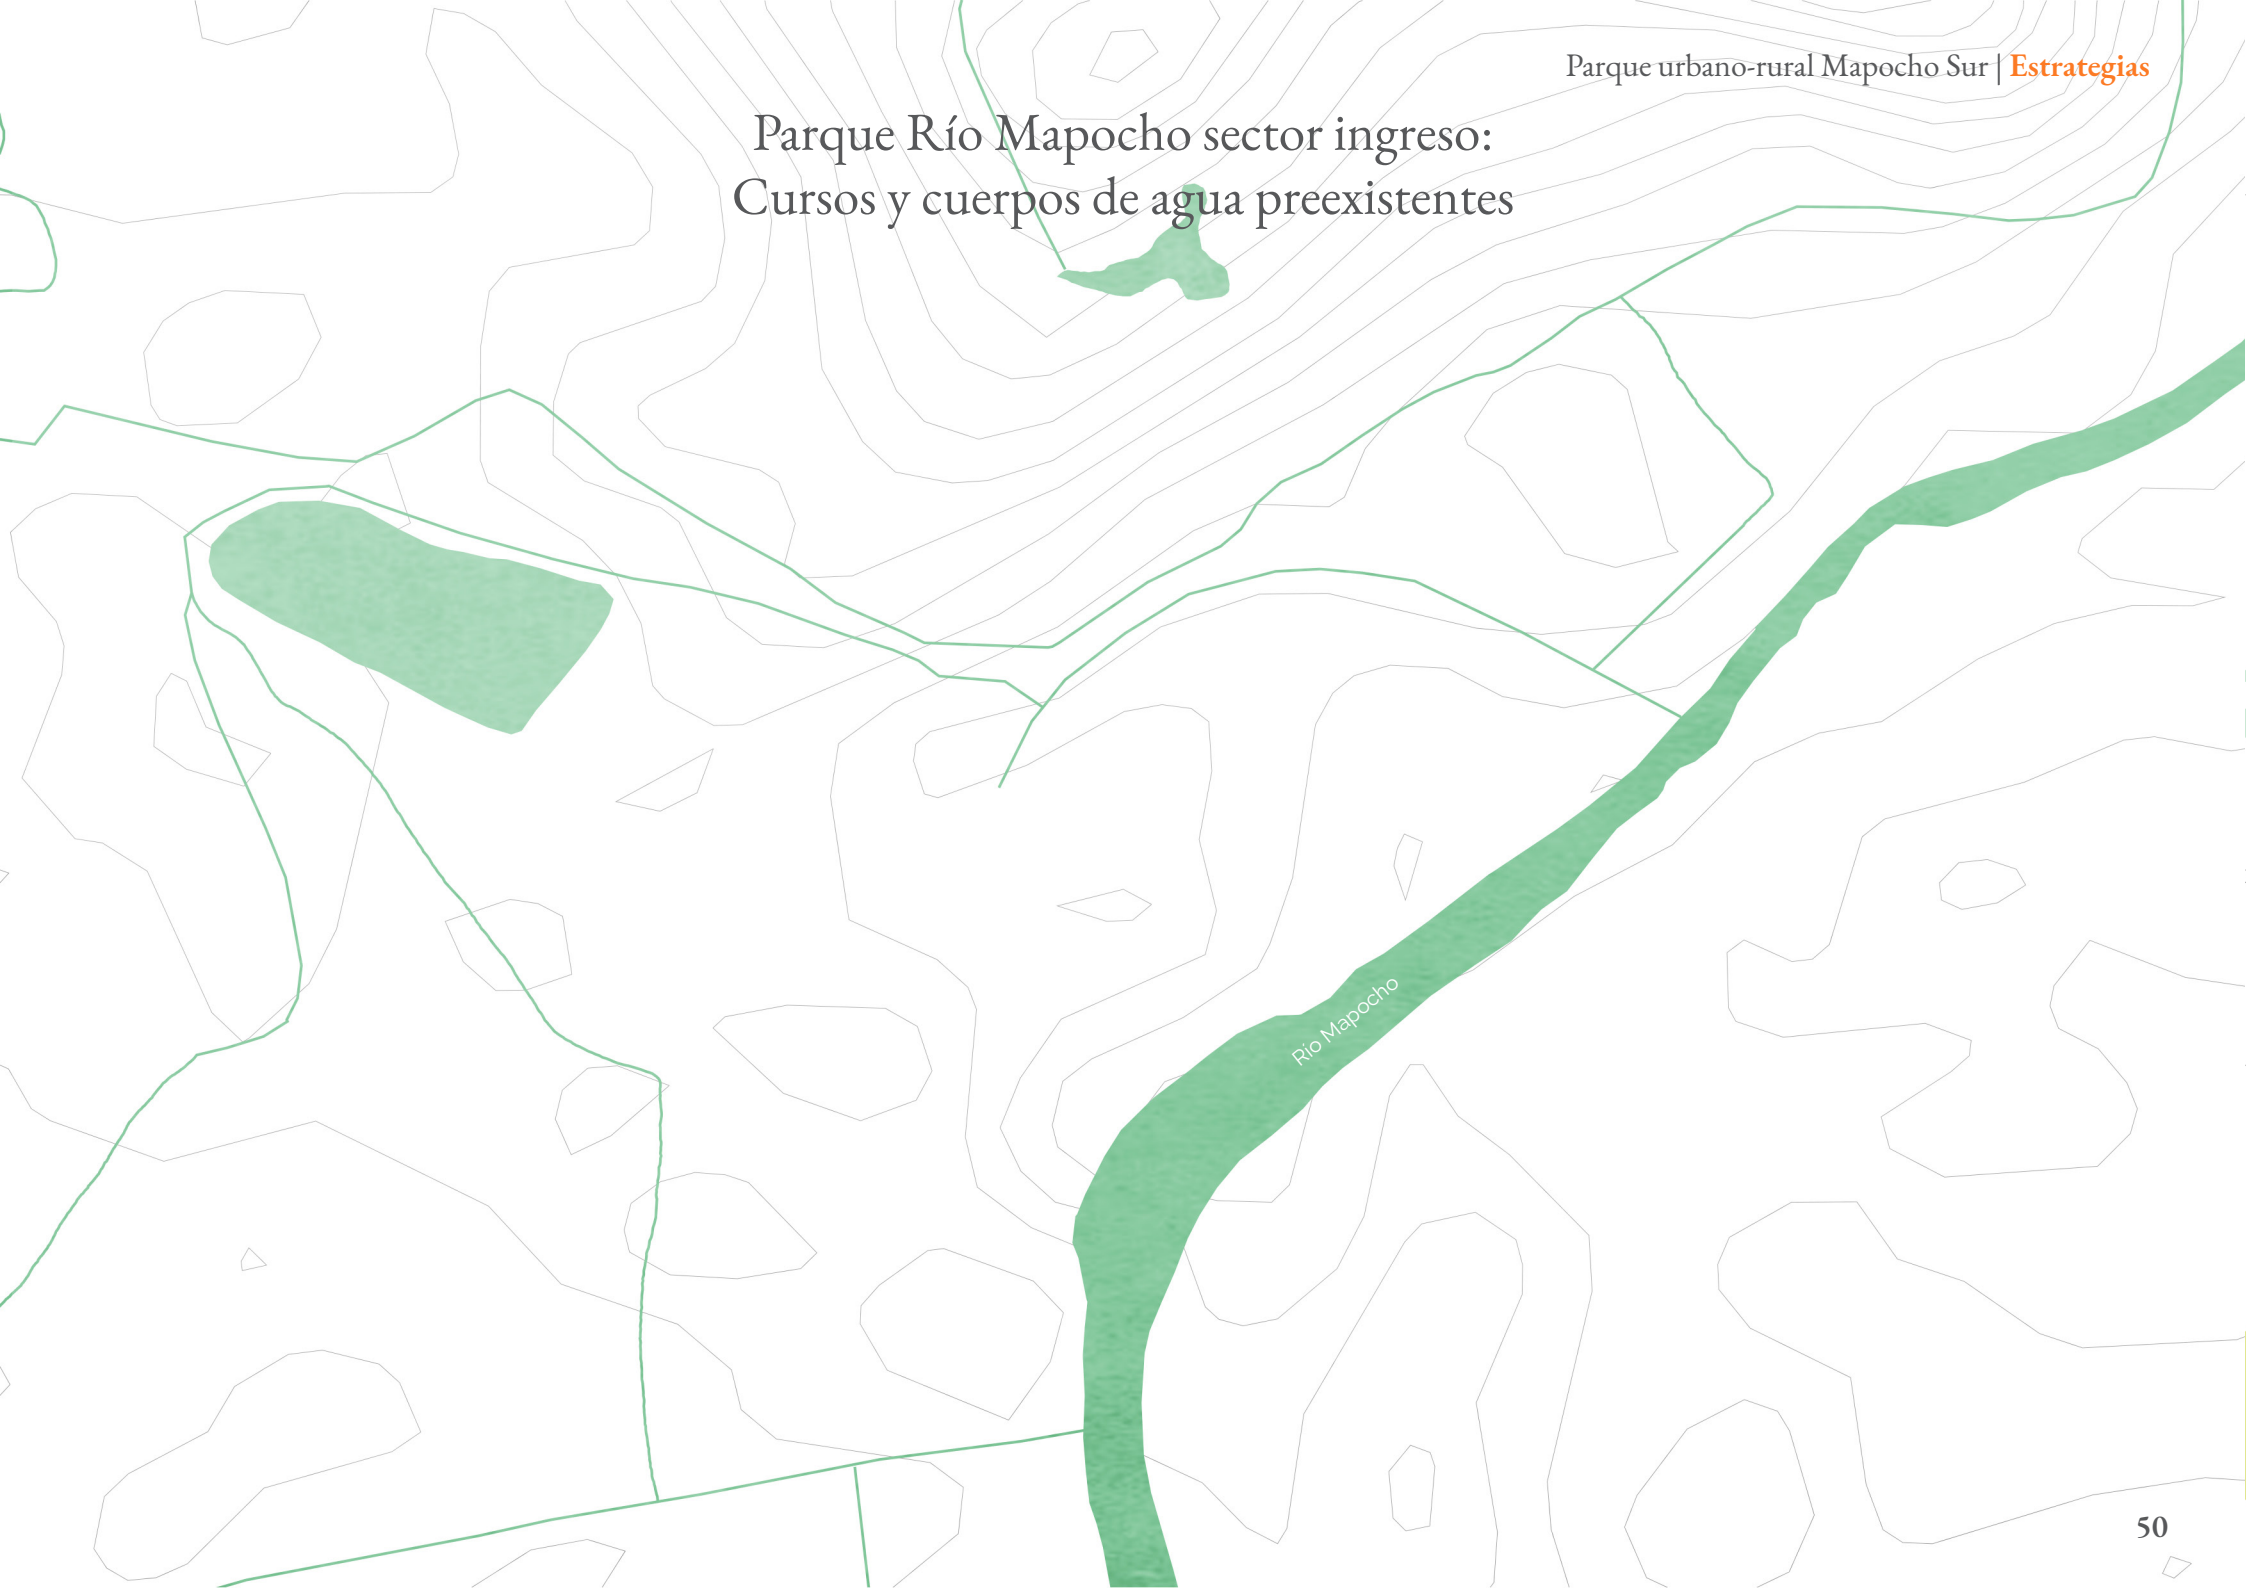 Parque urbano-rural Mapocho Sur | Estrategias
Parque Río Mapocho sector ingreso:
Cursos y cuerpos de agua preexistentes
Río Mapocho
50